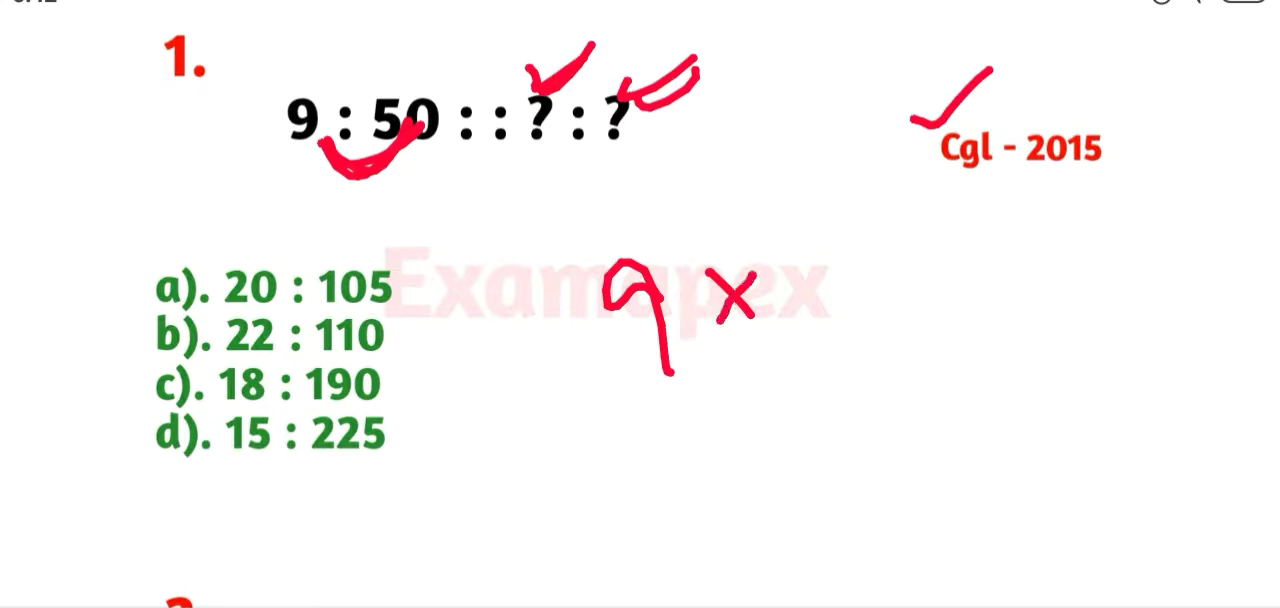 1.
9 : 50 : : ? : ?
Cgl - 2015
Examapex
9 x
a). 20 : 105
b). 22 : 110
c). 18 : 190
d). 15 : 225